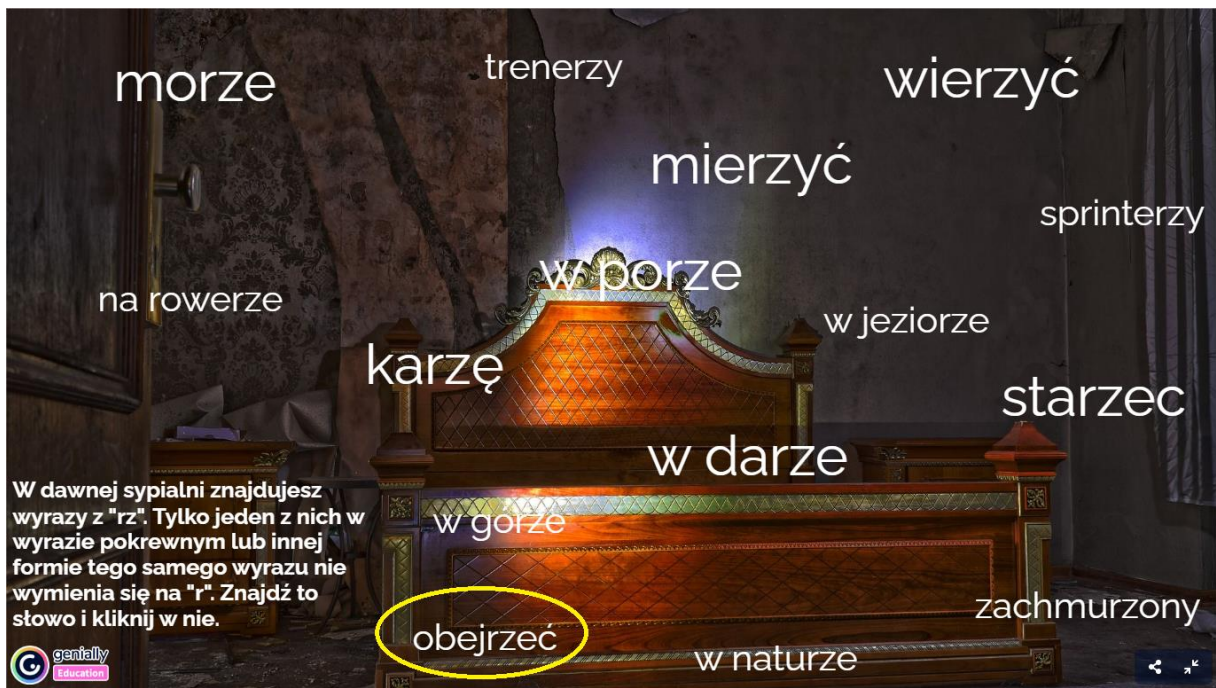 trenerzy
morze
wierzyć
mierzyć
sprinterzy
w porze
na rowerze
w jeziorze
karzę
starzec
w darze
W dawnej sypialni znajdujesz
wyrazy z "rz". Tylko jeden z nich w
wyrazie pokrewnym lub innej
formie tego samego wyrazu nie
wymienia się na "r". Znajdź to
słowo i kliknij w nie.
w górze
zachmurzony
obejrzeć
w naturze
genially
Education